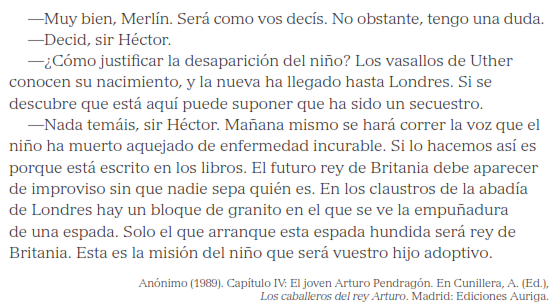 —Muy bien, Merlín. Será como vos decís. No obstante, tengo una duda.
—Decid, sir Héctor.
—¿Cómo justificar la desaparición del niño? Los vasallos de Uther
conocen su nacimiento, y la nueva ha llegado hasta Londres. Si se
descubre que está aquí puede suponer que ha sido un secuestro.
—Nada temáis, sir Héctor. Mañana mismo se hará correr la voz que el
niño ha muerto aquejado de enfermedad incurable. Si lo hacemos así es
porque está escrito en los libros. El futuro rey de Britania debe aparecer
de improviso sin que nadie sepa quién es. En los claustros de la abadía
de Londres hay un bloque de granito en el que se ve la empuñadura
de una espada. Solo el que arranque esta espada hundida será rey de
Britania. Esta es la misión del niño que será vuestro hijo adoptivo.
Anónimo (1989). Capítulo IV: El joven Arturo Pendragón. En Cunillera, A. (Ed.),
Los caballeros del rey Arturo. Madrid: Ediciones Auriga.